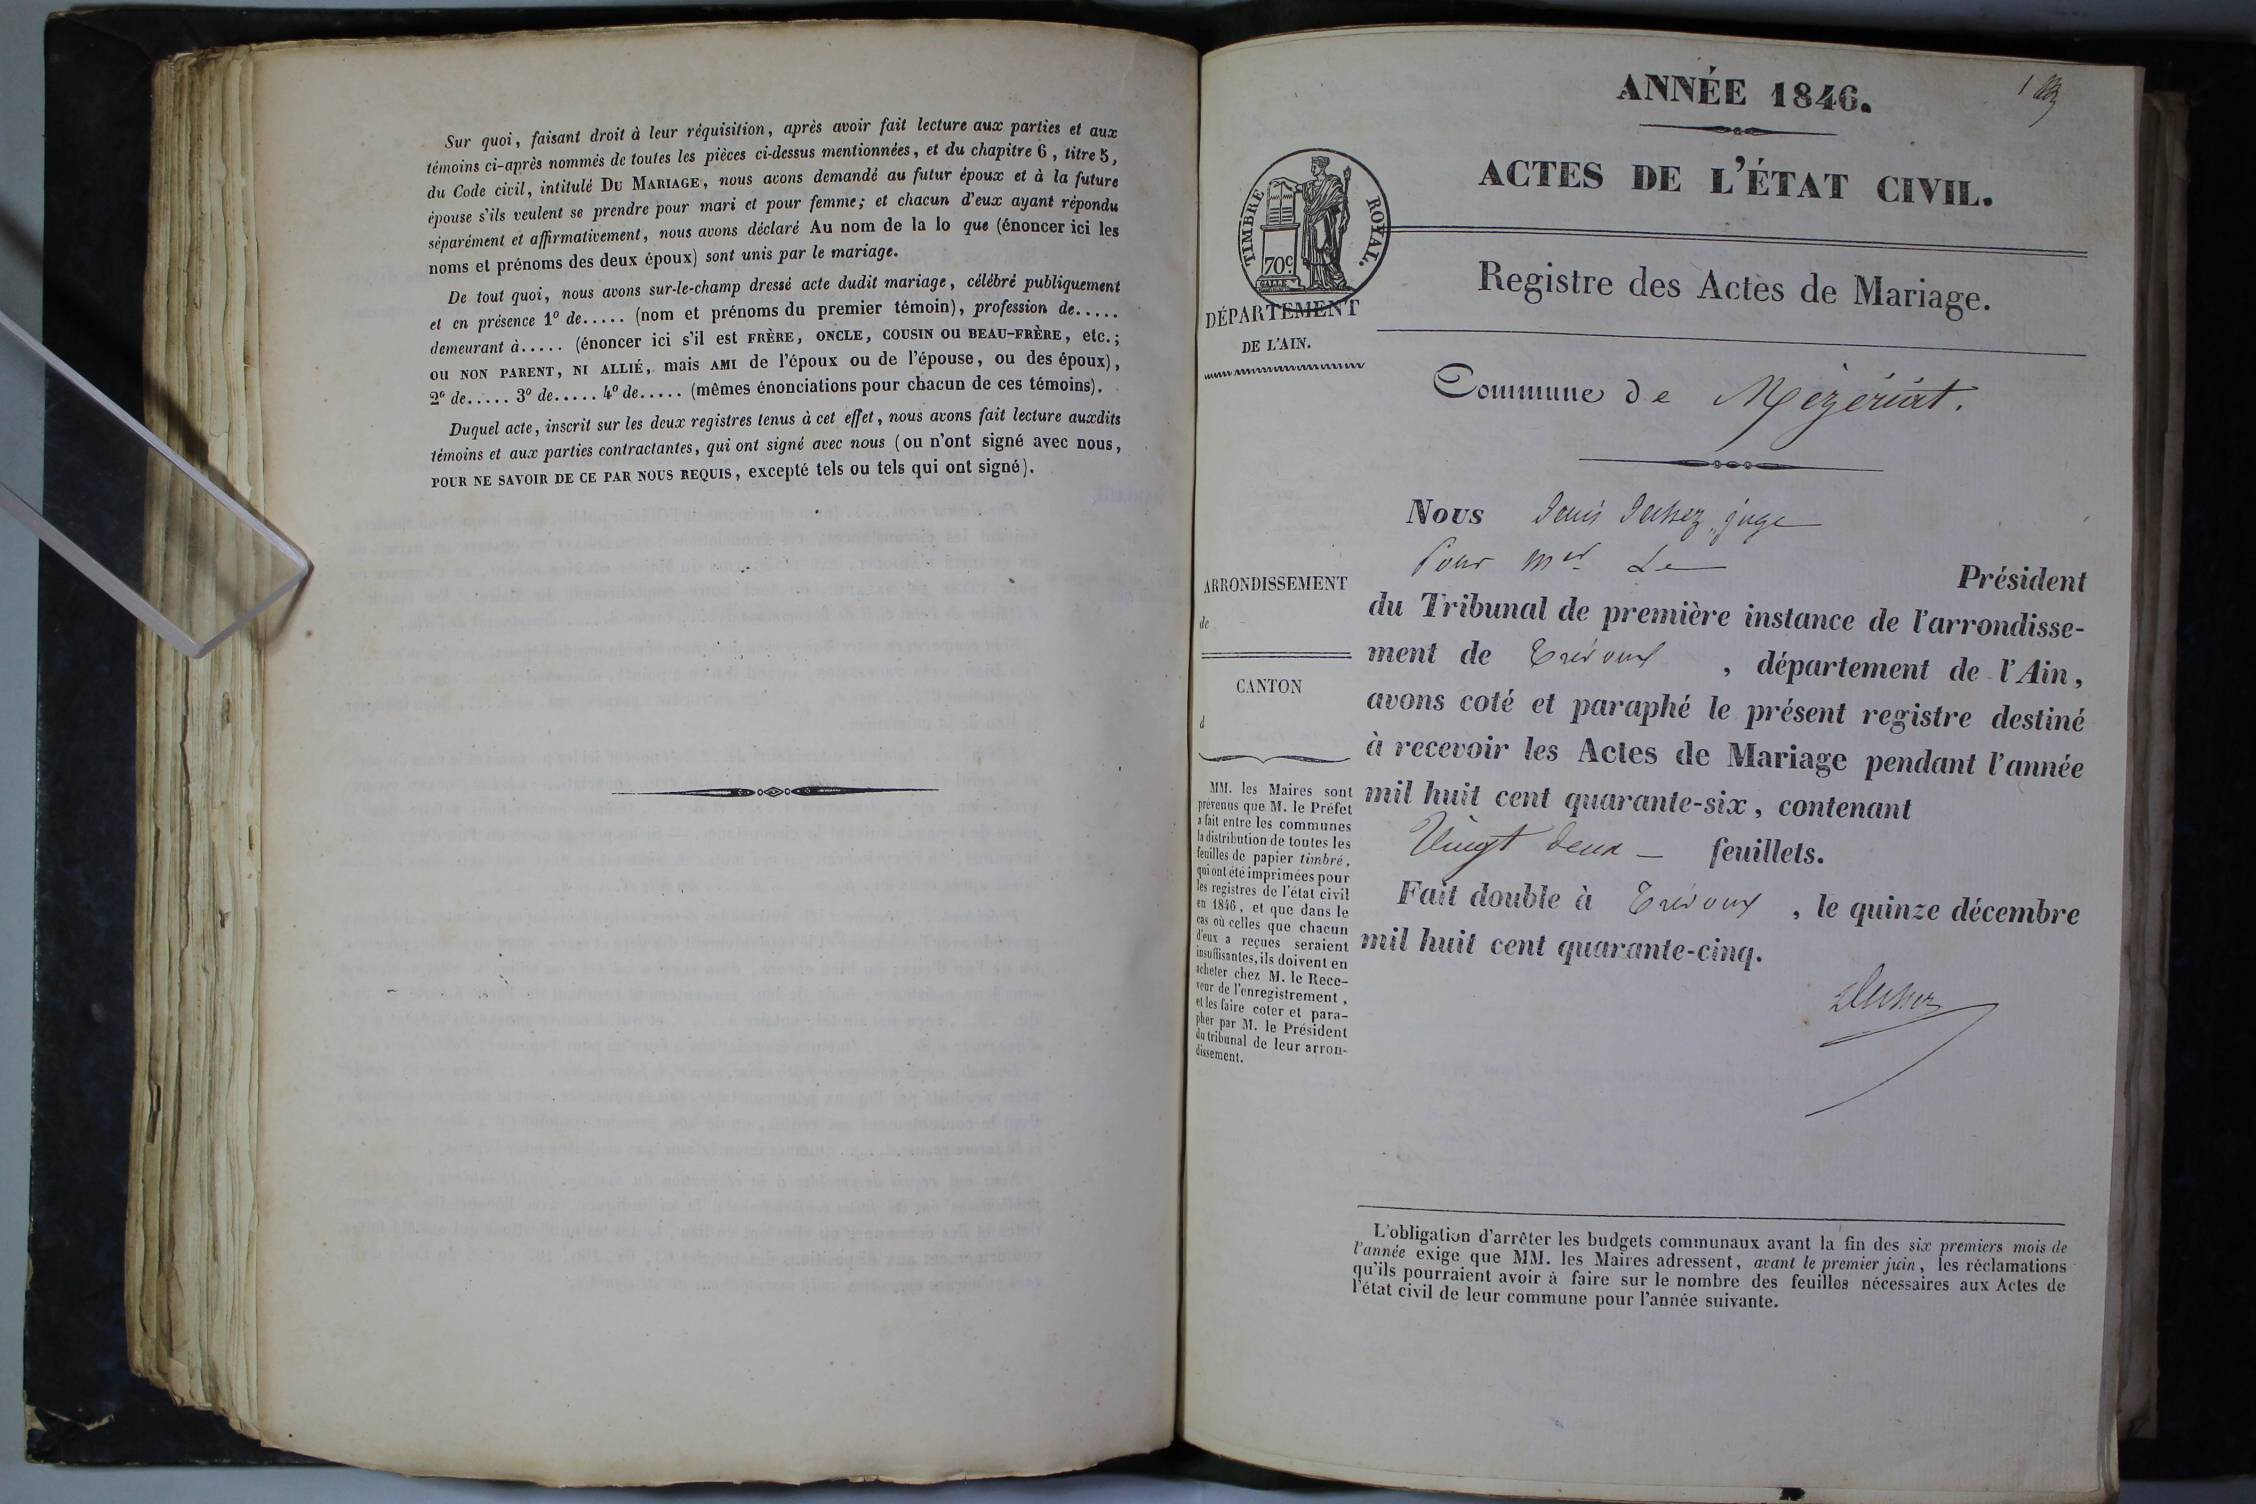 Sur quoi, faisant droit à leur réquisition, après avoir fait lecture aux parties et aux
témoins ci-après nommés de toutes les pièces ci-dessus mentionnées, et du chapitre 6, titre 5,
du Code civil, intitulé DU MARIAGE, nous avons demandé au futur époux et à la future
épouse s'ils veulent se prendre pour mari et pour femme; et chacun d'eux ayant répondu
séparément et affirmativement, nous avons déclaré Au nom de la lo que (énoncer ici les
noms et prénoms des deux époux) sont unis par le mariage.
De tout quoi, nous avons sur-le-champ dressé acte dudit mariage, célébré publiquement
et en présence 1º de..... (nom et prénoms du premier témoin), profession de.....
demeurant à..... (énoncer ici s'il est FRÈRE, ONCLE, COUSIN OU BEAU-FRÈRE, etc.;
OU NON PARENT, NI ALLIÉ, mais AMI de l'époux ou de l'épouse, ou des époux),
2º de..... 3º de..... 4º de..... (mêmes énonciations pour chacun de ces témoins).
Duquel acte, inscrit sur les deux registres tenus à cet effet, nous avons fait lecture auxdits
témoins et aux parties contractantes, qui ont signé avec nous (ou n'ont signé avec nous,
POUR NE SAVOIR DE CE PAR NOUS REQUIS, excepté tels ou tels qui ont signé).
ANNÉE 1846.
1
ACTES DE L'ÉTAT CIVIL.
TIMBRE ROYAL.
70c
Registre des Actes de Mariage.
DÉPARTEMENT
DE L'AIN.
Commune de Mézériat.
Nous Denis Juge
Pour Mr Le Président
ARRONDISSEMENT
de
du Tribunal de première instance de l'arrondisse-
ment de Trévoux, département de l'Ain,
CANTON
d
avons coté et paraphé le présent registre destiné
à recevoir les Actes de Mariage pendant l'année
mil huit cent quarante-six, contenant
Vingt deux feuillets.
Fait double à Trévoux, le quinze décembre
mil huit cent quarante-cinq.
MM. les Maires sont
prévenus que M. le Préfet
a fait entre les communes
la distribution de toutes les
feuilles de papier timbré,
qui ont été imprimées pour
les registres de l'état civil
en 1846, et que dans le
cas où celles que chacun
d'eux a reçues seraient
insuffisantes, ils doivent en
acheter chez M. le Rece-
veur de l'enregistrement,
et les faire coter et para-
pher par M. le Président
du tribunal de leur arron-
dissement.
L'obligation d'arrêter les budgets communaux avant la fin des six premiers mois de
l'année exige que MM. les Maires adressent, avant le premier juin, les réclamations
qu'ils pourraient avoir à faire sur le nombre des feuilles nécessaires aux Actes de
l'état civil de leur commune pour l'année suivante.